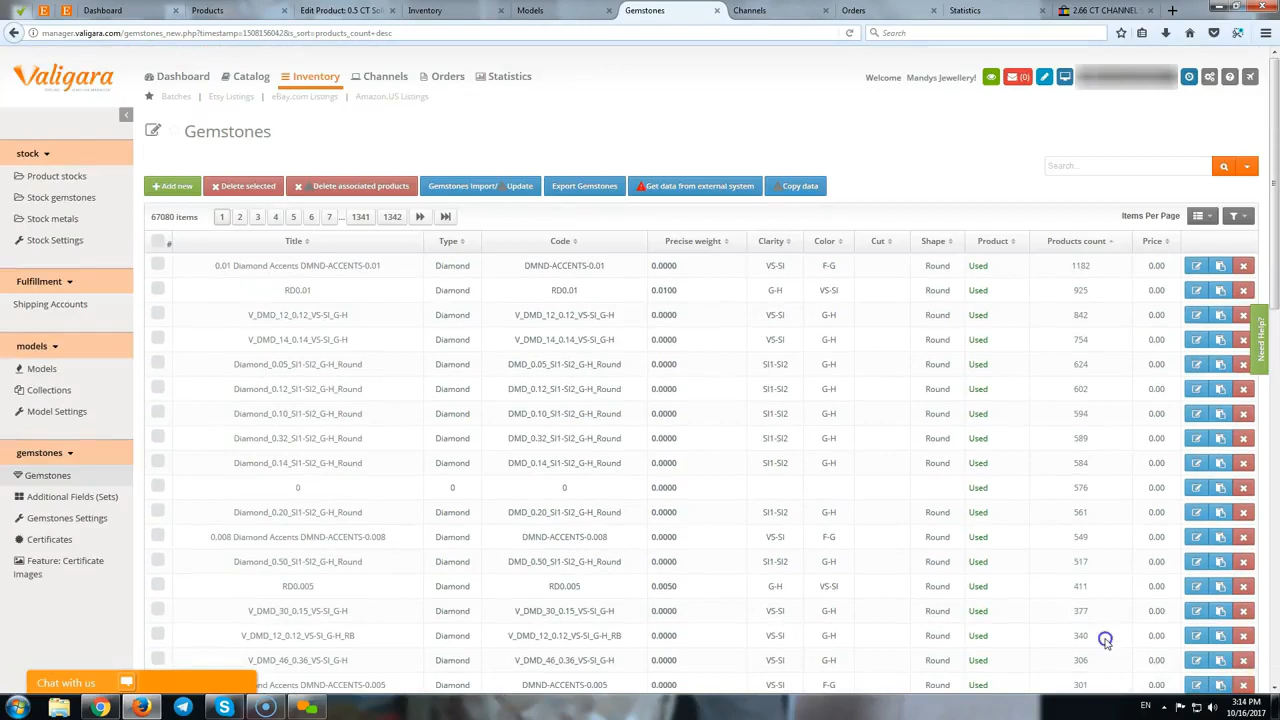 Dashboard × Products × Edit Product: 0.5 CT Soli × Inventory × Models × Gemstones × Channels × Orders × Statistics × 2.66 CT CHANNEL S ×
manager.valigara.com/gemstones_new.php?timestamp=1508156042&is_sort=products_count+desc Search
Valigara
Dashboard Catalog Inventory Channels Orders Statistics Welcome Mandys Jewellery! (0)
Batches Etsy Listings eBay.com Listings Amazon.US Listings
Gemstones
stock
Product stocks
Stock gemstones
Stock metals
Stock Settings
Fulfillment
Shipping Accounts
models
Models
Collections
Model Settings
gemstones
Gemstones
Additional Fields (Sets)
Gemstones Settings
Certificates
Feature: Certificate
Images
Search...
Add new Delete selected Delete associated products Gemstones Import/ Update Export Gemstones Get data from external system Copy data
67080 items 1 2 3 4 5 6 7 ... 1341 1342 Items Per Page
# Title Type Code Precise weight Clarity Color Cut Shape Product Products count Price
0.01 Diamond Accents DMND-ACCENTS-0.01 Diamond DMND-ACCENTS-0.01 0.0000 VS-SI F-G Round Used 1182 0.00
RD0.01 Diamond RD0.01 0.0100 G-H VS-SI Round Used 925 0.00
V_DMD_12_0.12_VS-SI_G-H Diamond V_DMD_12_0.12_VS-SI_G-H 0.0000 VS-SI G-H Round Used 842 0.00
V_DMD_14_0.14_VS-SI_G-H Diamond V_DMD_14_0.14_VS-SI_G-H 0.0000 VS-SI G-H Round Used 754 0.00
Diamond_0.05_SI1-SI2_G-H_Round Diamond DMD_0.05_SI1-SI2_G-H_Round 0.0000 SI1-SI2 G-H Round Used 624 0.00
Diamond_0.12_SI1-SI2_G-H_Round Diamond DMD_0.12_SI1-SI2_G-H_Round 0.0000 SI1-SI2 G-H Round Used 602 0.00
Diamond_0.10_SI1-SI2_G-H_Round Diamond DMD_0.10_SI1-SI2_G-H_Round 0.0000 SI1-SI2 G-H Round Used 594 0.00
Diamond_0.32_SI1-SI2_G-H_Round Diamond DMD_0.32_SI1-SI2_G-H_Round 0.0000 SI1-SI2 G-H Round Used 589 0.00
Diamond_0.14_SI1-SI2_G-H_Round Diamond DMD_0.14_SI1-SI2_G-H_Round 0.0000 SI1-SI2 G-H Round Used 584 0.00
0 0 0 0.0000 Round Used 576 0.00
Diamond_0.20_SI1-SI2_G-H_Round Diamond DMD_0.20_SI1-SI2_G-H_Round 0.0000 SI1-SI2 G-H Round Used 561 0.00
0.008 Diamond Accents DMND-ACCENTS-0.008 Diamond DMND-ACCENTS-0.008 0.0000 VS-SI F-G Round Used 549 0.00
Diamond_0.50_SI1-SI2_G-H_Round Diamond DMD_0.50_SI1-SI2_G-H_Round 0.0000 SI1-SI2 G-H Round Used 517 0.00
RD0.005 Diamond RD0.005 0.0050 G-H VS-SI Round Used 411 0.00
V_DMD_30_0.15_VS-SI_G-H Diamond V_DMD_30_0.15_VS-SI_G-H 0.0000 VS-SI G-H Round Used 377 0.00
V_DMD_12_0.12_VS-SI_G-H_RB Diamond V_DMD_12_0.12_VS-SI_G-H_RB 0.0000 VS-SI G-H Round Used 340 0.00
V_DMD_46_0.36_VS-SI_G-H Diamond V_DMD_46_0.36_VS-SI_G-H 0.0000 VS-SI G-H Round Used 306 0.00
mond Accents DMND-ACCENTS-0.005 Diamond DMND-ACCENTS-0.005 0.0000 VS-SI F-G Round Used 301 0.00
Need Help?
Chat with us
EN 3:14 PM
10/16/2017